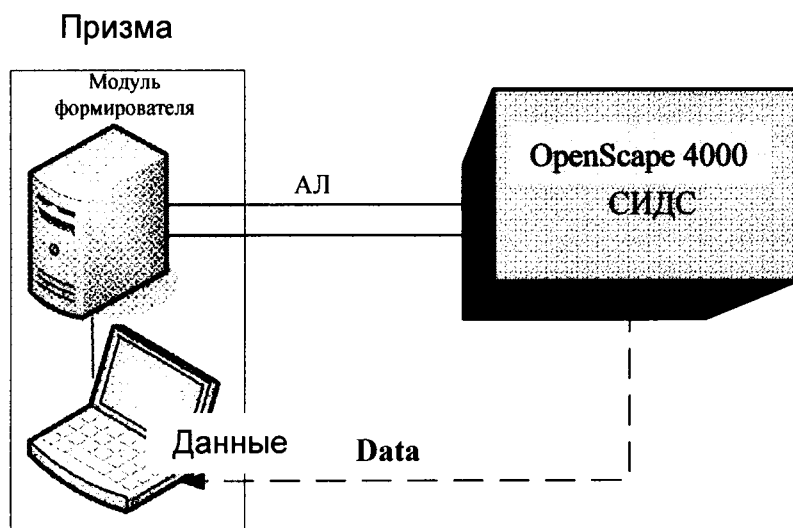 Призма
Модуль
формирователя
АЛ
OpenScape 4000
СИДС
Данные
Data